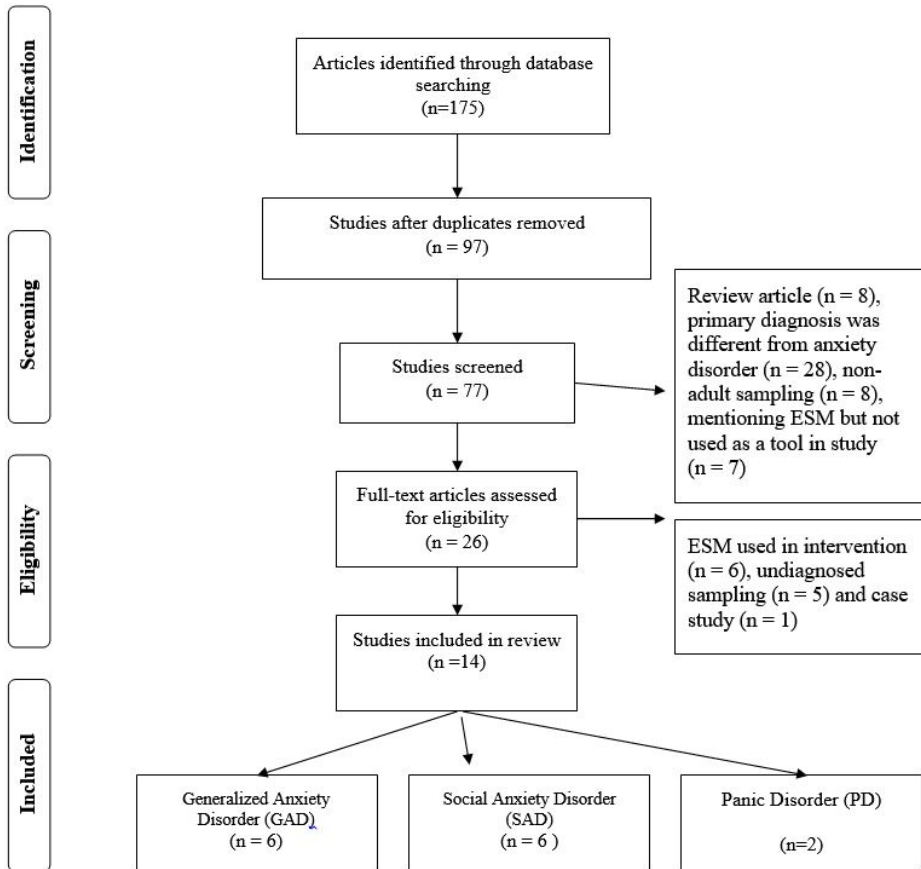 Identification
Articles identified through database
searching
(n=175)
Studies after duplicates removed
(n = 97)
Screening
Studies screened
(n = 77)
Review article (n = 8),
primary diagnosis was
different from anxiety
disorder (n = 28), non-
adult sampling (n = 8),
mentioning ESM but not
used as a tool in study
(n = 7)
Eligibility
Full-text articles assessed
for eligibility
(n = 26)
ESM used in intervention
(n = 6), undiagnosed
sampling (n = 5) and case
study (n = 1)
Studies included in review
(n =14)
Included
Generalized Anxiety
Disorder (GAD)
(n = 6)
Social Anxiety Disorder
(SAD)
(n = 6 )
Panic Disorder (PD)
(n=2)